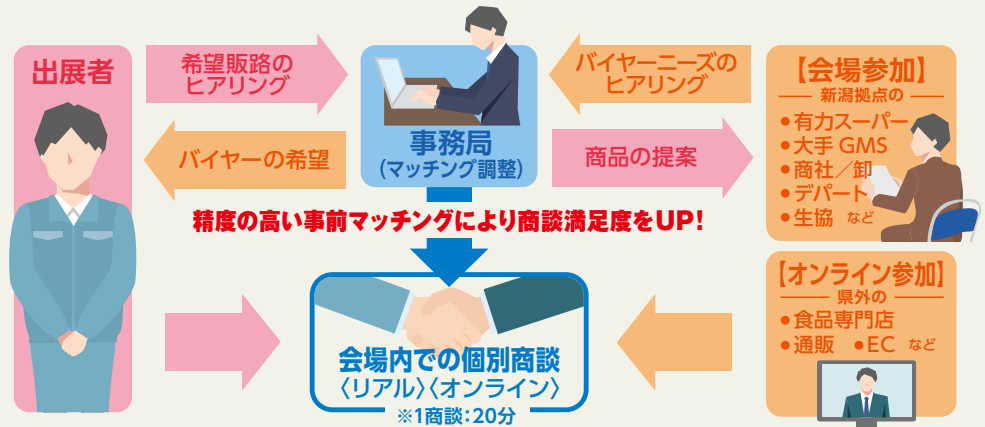 出展者
希望販路の
ヒアリング
バイヤーの希望
事務局
(マッチング調整)
バイヤーニーズの
ヒアリング
商品の提案
【会場参加】
新潟拠点の
●有力スーパー
●大手 GMS
●商社／卸
●デパート
●生協 など
精度の高い事前マッチングにより商談満足度をUP!
【オンライン参加】
県外の
●食品専門店
●通販 ●EC など
会場内での個別商談
〈リアル〉〈オンライン〉
※1商談：20分